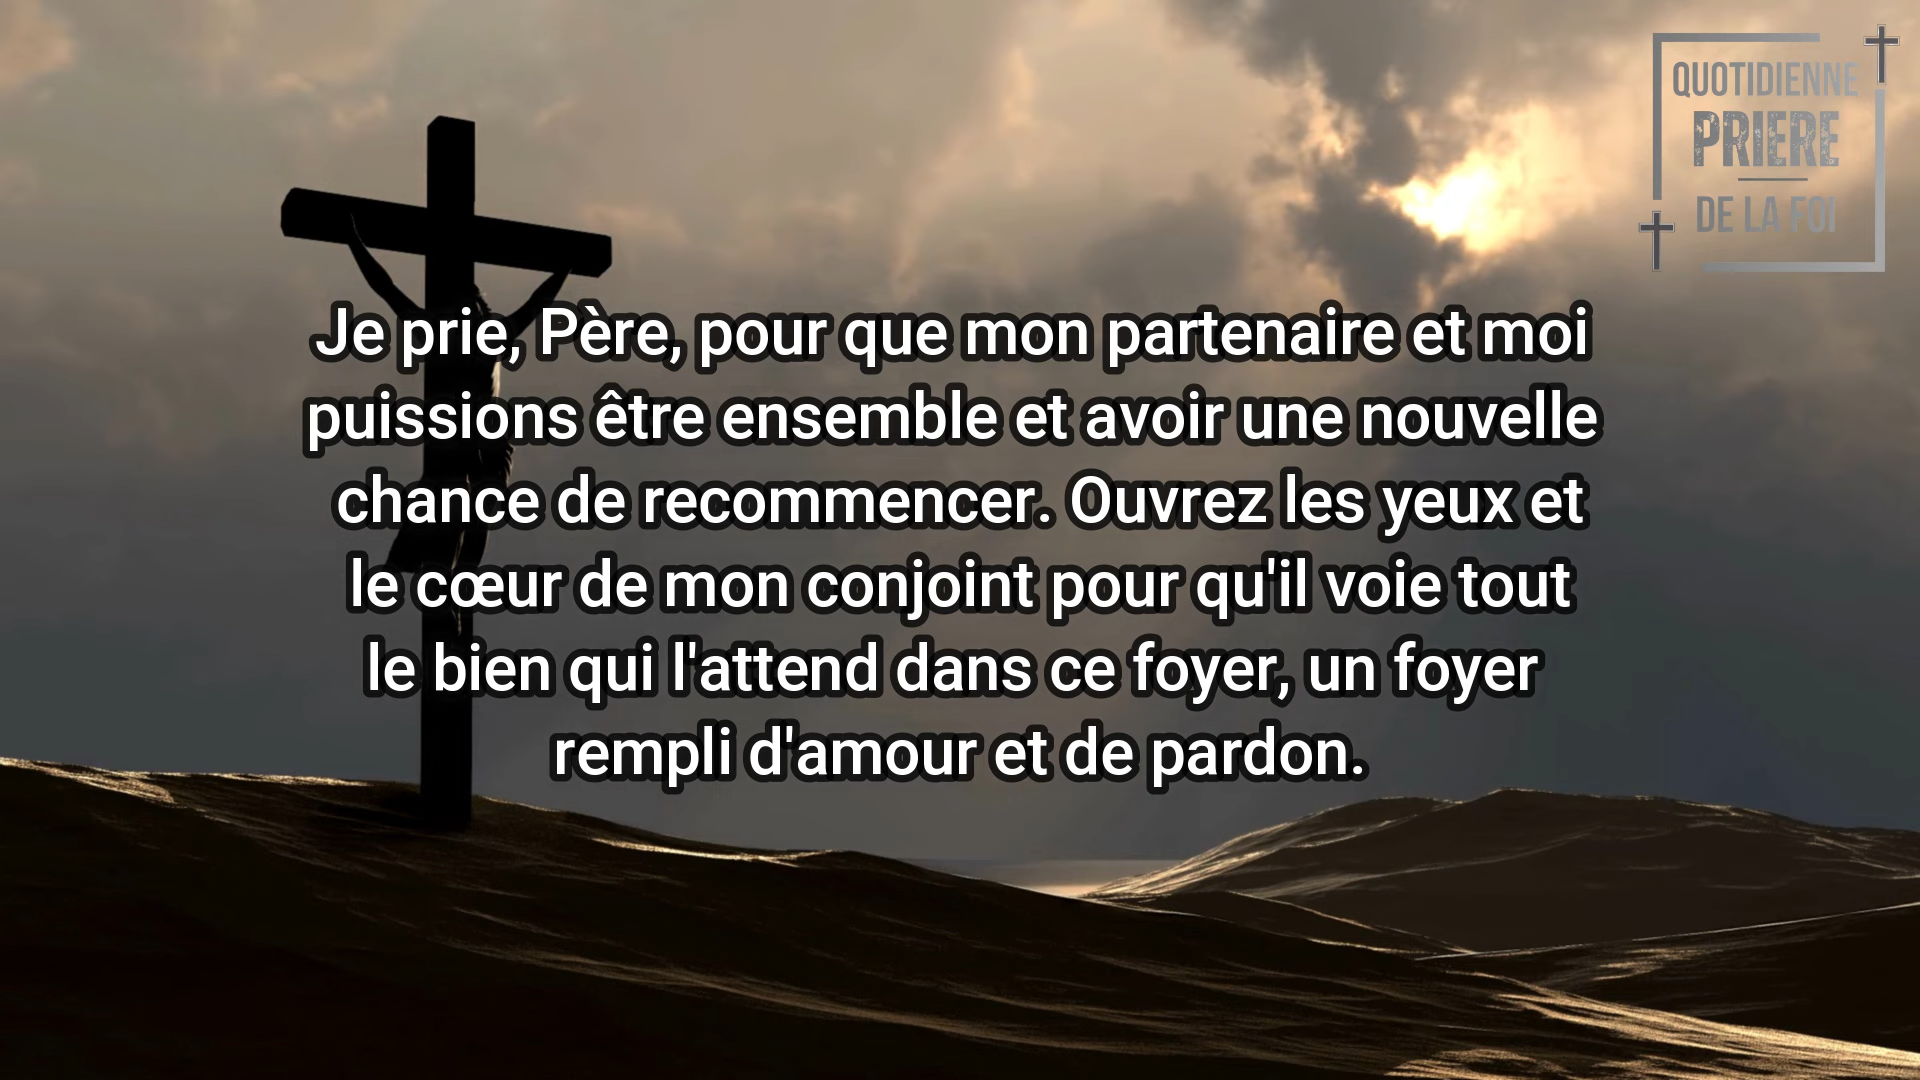 QUOTIDIENNE
PRIERE
DE LA FOI
Je prie, Père, pour que mon partenaire et moi
puissions être ensemble et avoir une nouvelle
chance de recommencer. Ouvrez les yeux et
le cœur de mon conjoint pour qu'il voie tout
le bien qui l'attend dans ce foyer, un foyer
rempli d'amour et de pardon.